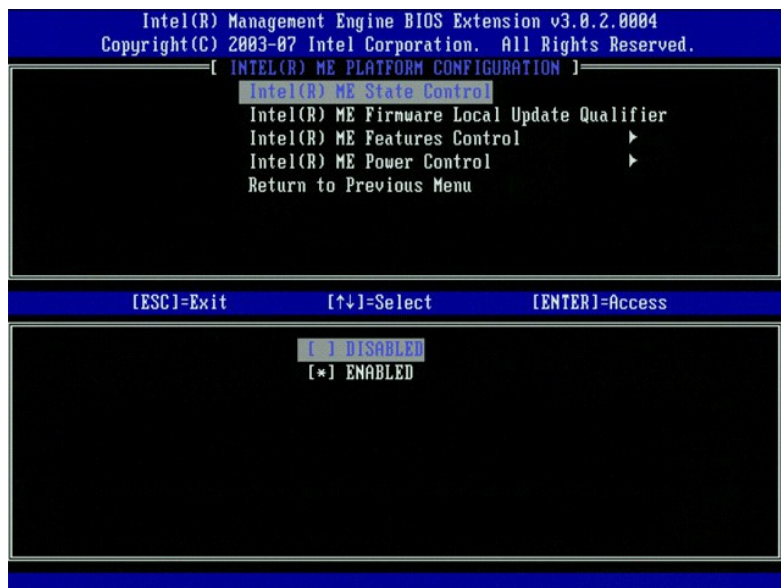 Intel(R) Management Engine BIOS Extension v3.0.2.0004
Copyright(C) 2003-07 Intel Corporation. All Rights Reserved.
[ INTEL(R) ME PLATFORM CONFIGURATION ]
Intel(R) ME State Control
Intel(R) ME Firmware Local Update Qualifier
Intel(R) ME Features Control ►
Intel(R) ME Power Control ►
Return to Previous Menu
[ESC]=Exit [↑↓]=Select [ENTER]=Access
[ ] DISABLED
[*] ENABLED